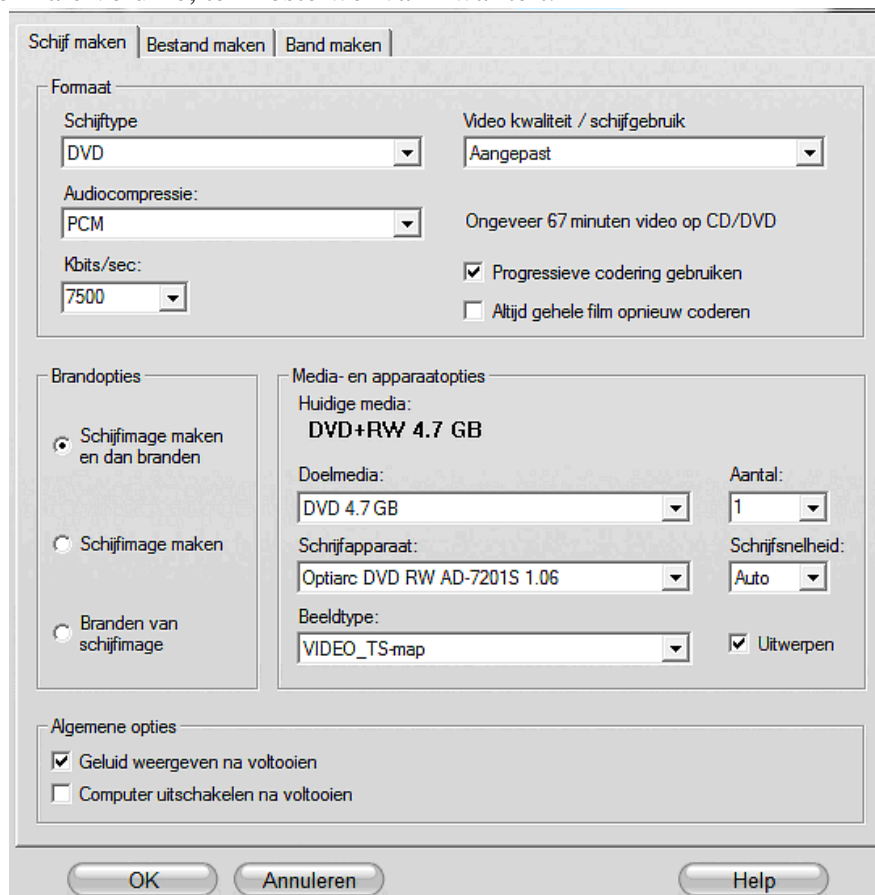 Schijf maken
Bestand maken
Band maken
Formaat
Schijftype
Video kwaliteit / schijfgebruik
DVD
Aangepast
Audiocompressie:
PCM
Ongeveer 67 minuten video op CD/DVD
Kbits/sec:
Progressieve codering gebruiken
7500
Altijd gehele film opnieuw coderen
Brandopties
Schijfimage maken
en dan branden
Schijfimage maken
Branden van
schijfimage
Media- en apparaatopties
Huidige media:
DVD+RW 4.7 GB
Doelmedia:
Aantal:
DVD 4.7 GB
1
Schrijfapparaat:
Schrijfsnelheid:
Optiarc DVD RW AD-7201S 1.06
Auto
Beeldtype:
VIDEO_TS-map
Uitwerpen
Algemene opties
Geluid weergeven na voltooien
Computer uitschakelen na voltooien
OK
Annuleren
Help